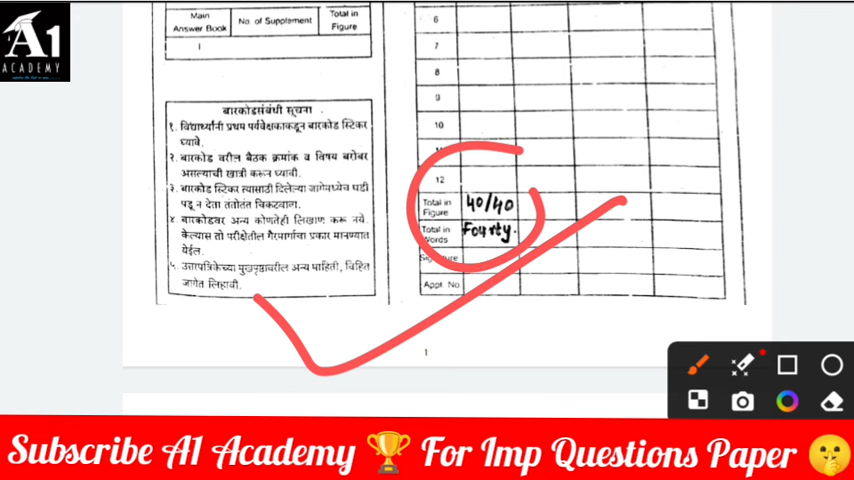 A1
ACADEMY
Main
Answer Book
No. of Supplement
Total in
Figure
1
बारकोडसंबंधी सूचना
१. विद्यार्थ्यांनी प्रथम पर्यवेक्षकाकडून बारकोड स्टिकर
घ्यावे.
२. बारकोड वरील बैठक क्रमांक व विषय बरोबर
असल्याची खात्री करून घ्यावी.
३. बारकोड स्टिकर त्यासाठी दिलेल्या जागेमध्येच घडी
पडू न देता तंतोतंत चिकटवावा.
४. बारकोडवर अन्य कोणतेही लिखाण करू नये.
केल्यास तो परीक्षेतील गैरमार्गाचा प्रकार मानण्यात
येईल.
५. उत्तरपत्रिकेच्या मुखपृष्ठावरील अन्य माहिती, विहित
जागेत लिहावी.
6
7
8
9
10
12
Total in
Figure
40/40
Total in
Words
Fourty.
Signature
Appt. No
1
Subscribe A1 Academy 🏆 For Imp Questions Paper 🤫